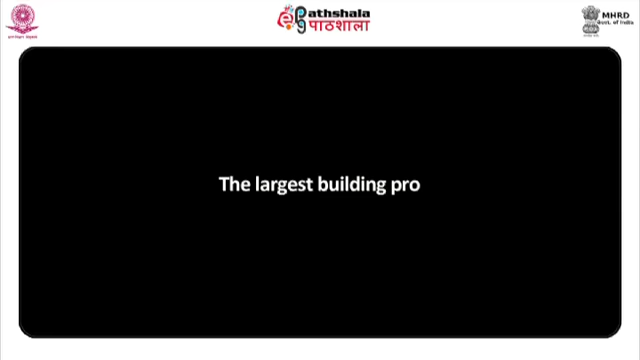 ePathshala
पाठशाला
MHRD
Govt. of India
The largest building pro